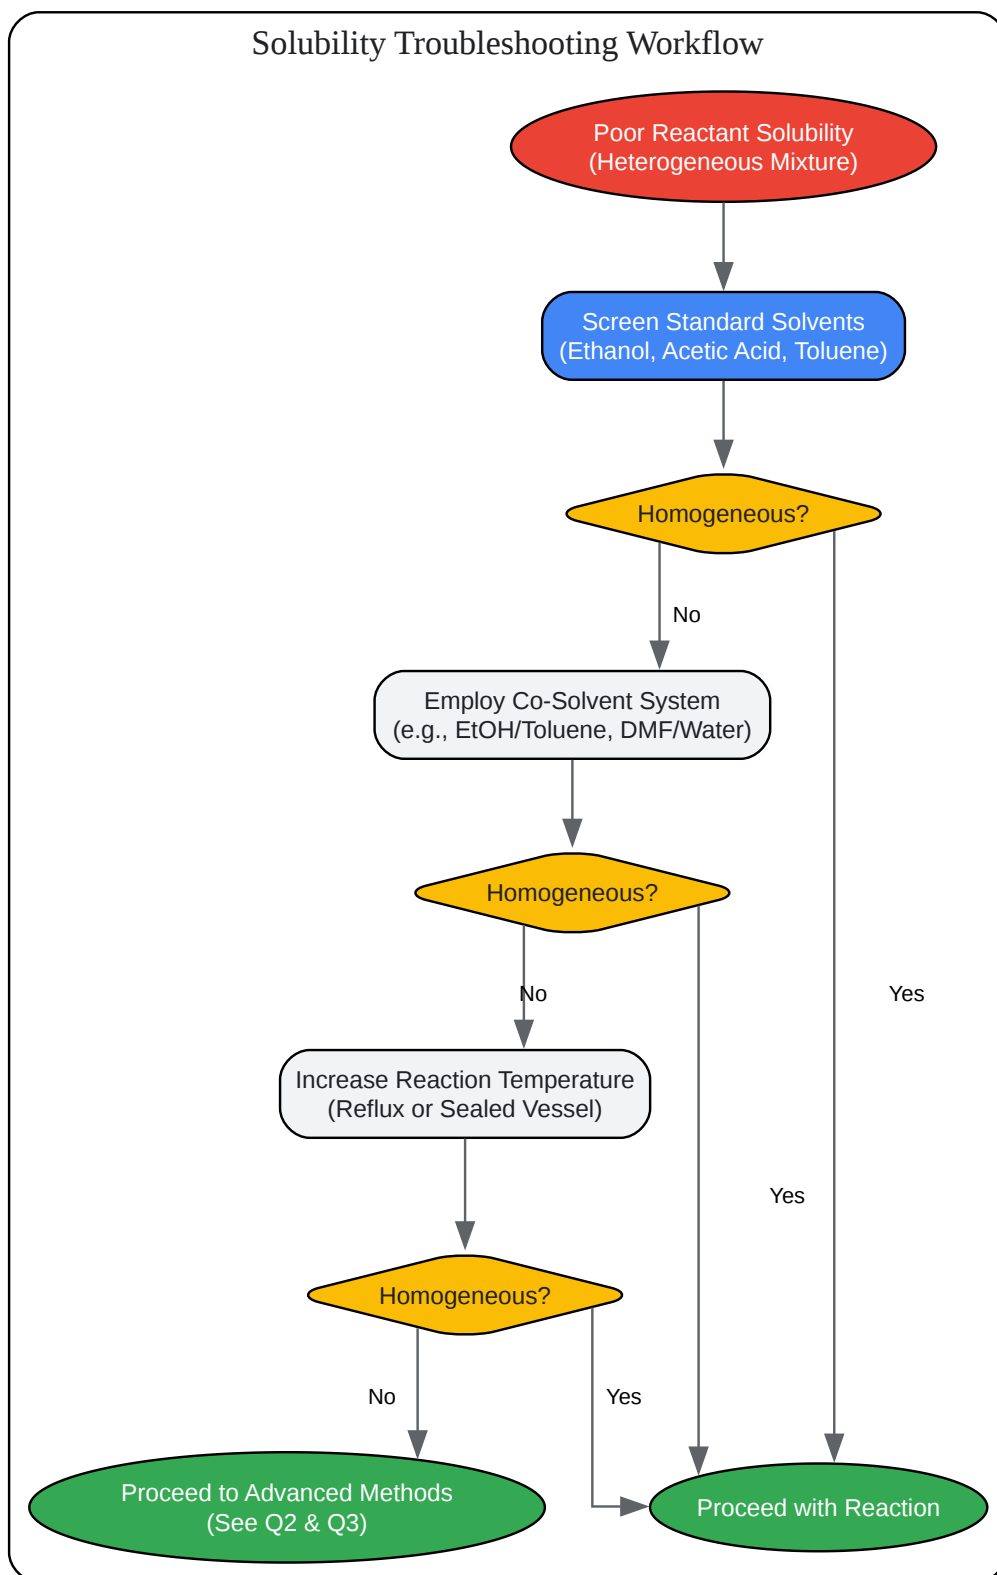 Solubility Troubleshooting Workflow
Poor Reactant Solubility
(Heterogeneous Mixture)
Screen Standard Solvents
(Ethanol, Acetic Acid, Toluene)
Homogeneous?
No
Employ Co-Solvent System
(e.g., EtOH/Toluene, DMF/Water)
Homogeneous?
No
Yes
Increase Reaction Temperature
(Reflux or Sealed Vessel)
Yes
Homogeneous?
No
Yes
Proceed to Advanced Methods
(See Q2 & Q3)
Proceed with Reaction